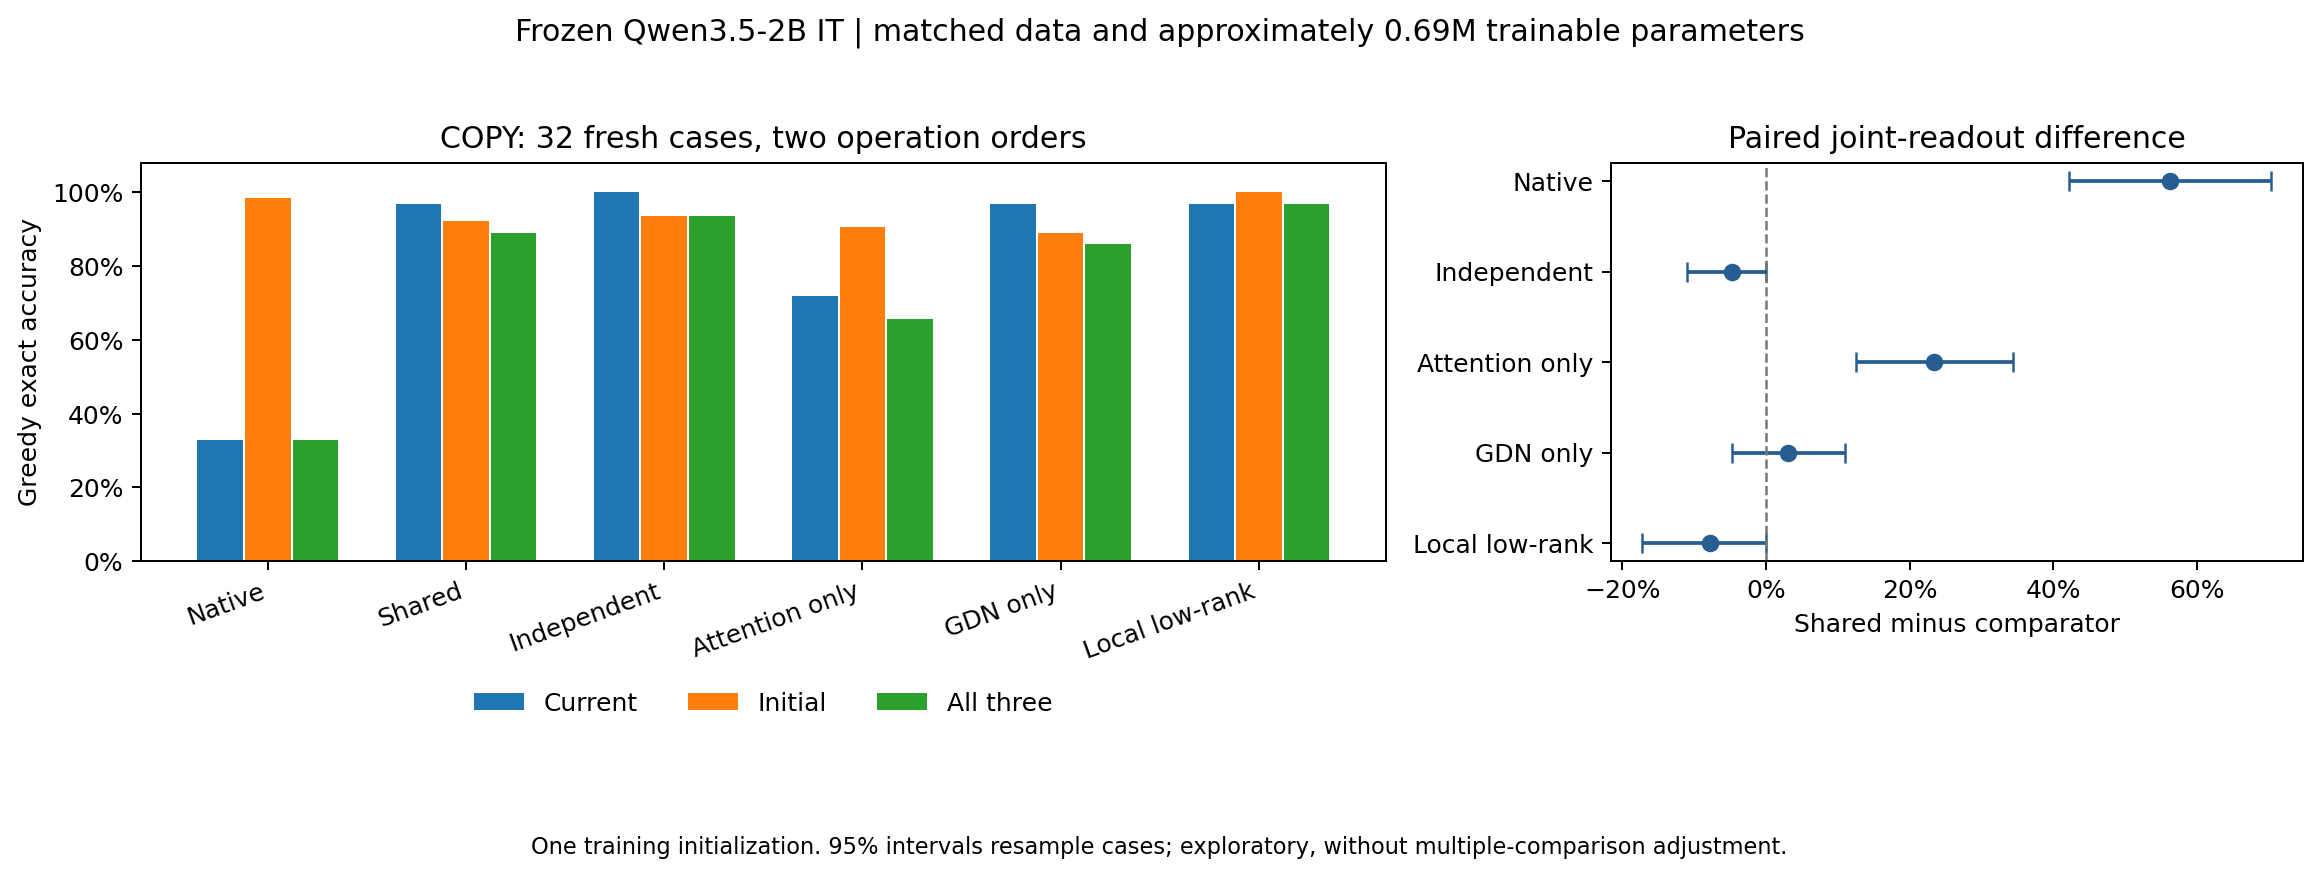 Frozen Qwen3.5-2B IT | matched data and approximately 0.69M trainable parameters
COPY: 32 fresh cases, two operation orders
Greedy exact accuracy
100%
80%
60%
40%
20%
0%
Native
Shared
Independent
Attention only
GDN only
Local low-rank
Current
Initial
All three
Paired joint-readout difference
Native
Independent
Attention only
GDN only
Local low-rank
−20%
0%
20%
40%
60%
Shared minus comparator
One training initialization. 95% intervals resample cases; exploratory, without multiple-comparison adjustment.